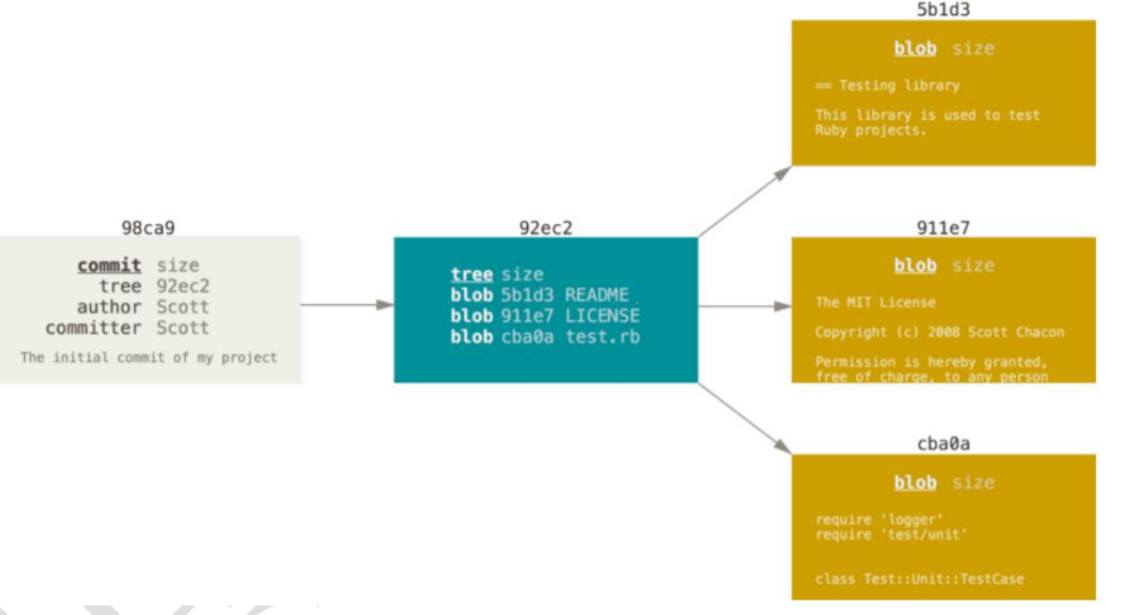 98ca9
commit size
tree 92ec2
author Scott
committer Scott
The initial commit of my project
92ec2
tree size
blob 5b1d3 README
blob 911e7 LICENSE
blob cba0a test.rb
5b1d3
blob size
== Testing library
This library is used to test
Ruby projects.
911e7
blob size
The MIT License
Copyright (c) 2008 Scott Chacon
Permission is hereby granted,
free of charge, to any person
cba0a
blob size
require 'logger'
require 'test/unit'
class Test::Unit::TestCase